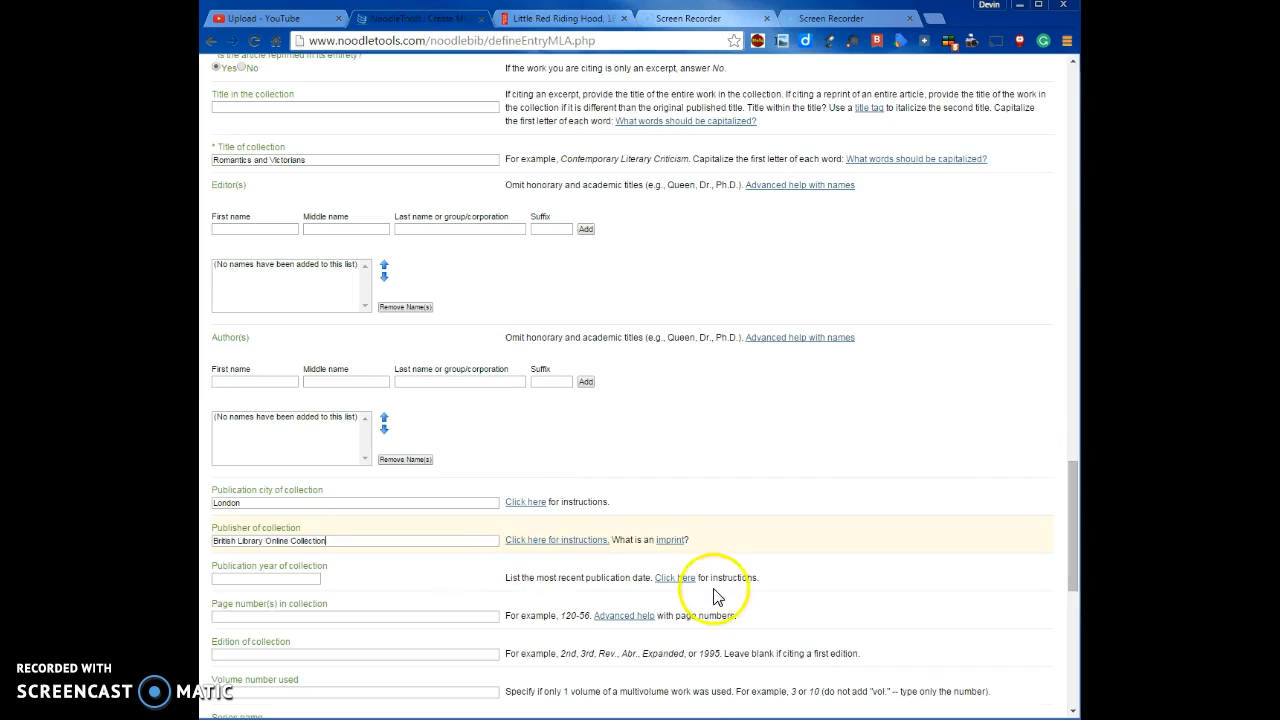 Devin
Upload - YouTube
NoodleTools : Create M
Little Red Riding Hood, 1
Screen Recorder
Screen Recorder
www.noodletools.com/noodlebib/defineEntryMLA.php
Is the article reprinted in its entirety?
Yes No
If the work you are citing is only an excerpt, answer No.
Title in the collection
If citing an excerpt, provide the title of the entire work in the collection. If citing a reprint of an entire article, provide the title of the work in
the collection if it is different than the original published title. Title within the title? Use a title tag to italicize the second title. Capitalize
the first letter of each word: What words should be capitalized?
* Title of collection
Romantics and Victorians
For example, Contemporary Literary Criticism. Capitalize the first letter of each word: What words should be capitalized?
Editor(s)
Omit honorary and academic titles (e.g., Queen, Dr., Ph.D.). Advanced help with names
First name Middle name Last name or group/corporation Suffix
Add
(No names have been added to this list)
Remove Name(s)
Author(s)
Omit honorary and academic titles (e.g., Queen, Dr., Ph.D.). Advanced help with names
First name Middle name Last name or group/corporation Suffix
Add
(No names have been added to this list)
Remove Name(s)
Publication city of collection
London
Click here for instructions.
Publisher of collection
British Library Online Collection
Click here for instructions. What is an imprint?
Publication year of collection
List the most recent publication date. Click here for instructions.
Page number(s) in collection
For example, 120-56. Advanced help with page numbers.
Edition of collection
For example, 2nd, 3rd, Rev., Abr., Expanded, or 1995. Leave blank if citing a first edition.
Volume number used
Specify if only 1 volume of a multivolume work was used. For example, 3 or 10 (do not add "vol." -- type only the number).
Series name
RECORDED WITH
SCREENCAST MATIC